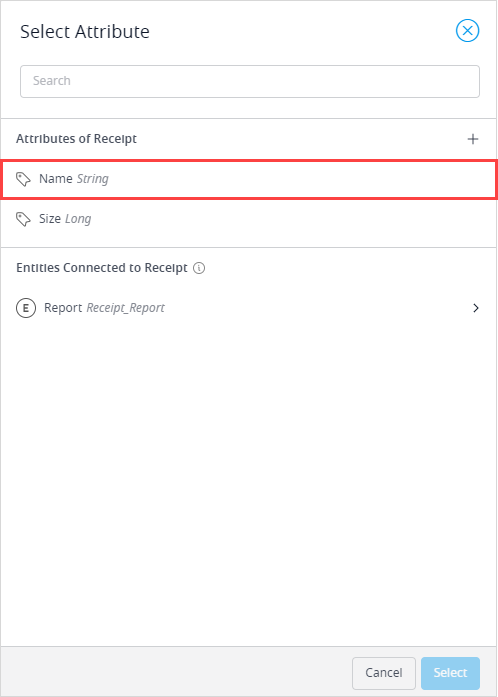 Select Attribute
Search
Attributes of Receipt
Name String
Size Long
Entities Connected to Receipt
E Report Receipt_Report
Cancel Select